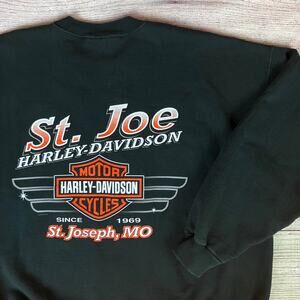 St. Joe
HARLEY-DAVIDSON
MOTOR
HARLEY-DAVIDSON
CYCLES
SINCE 1969
St. Joseph, MO